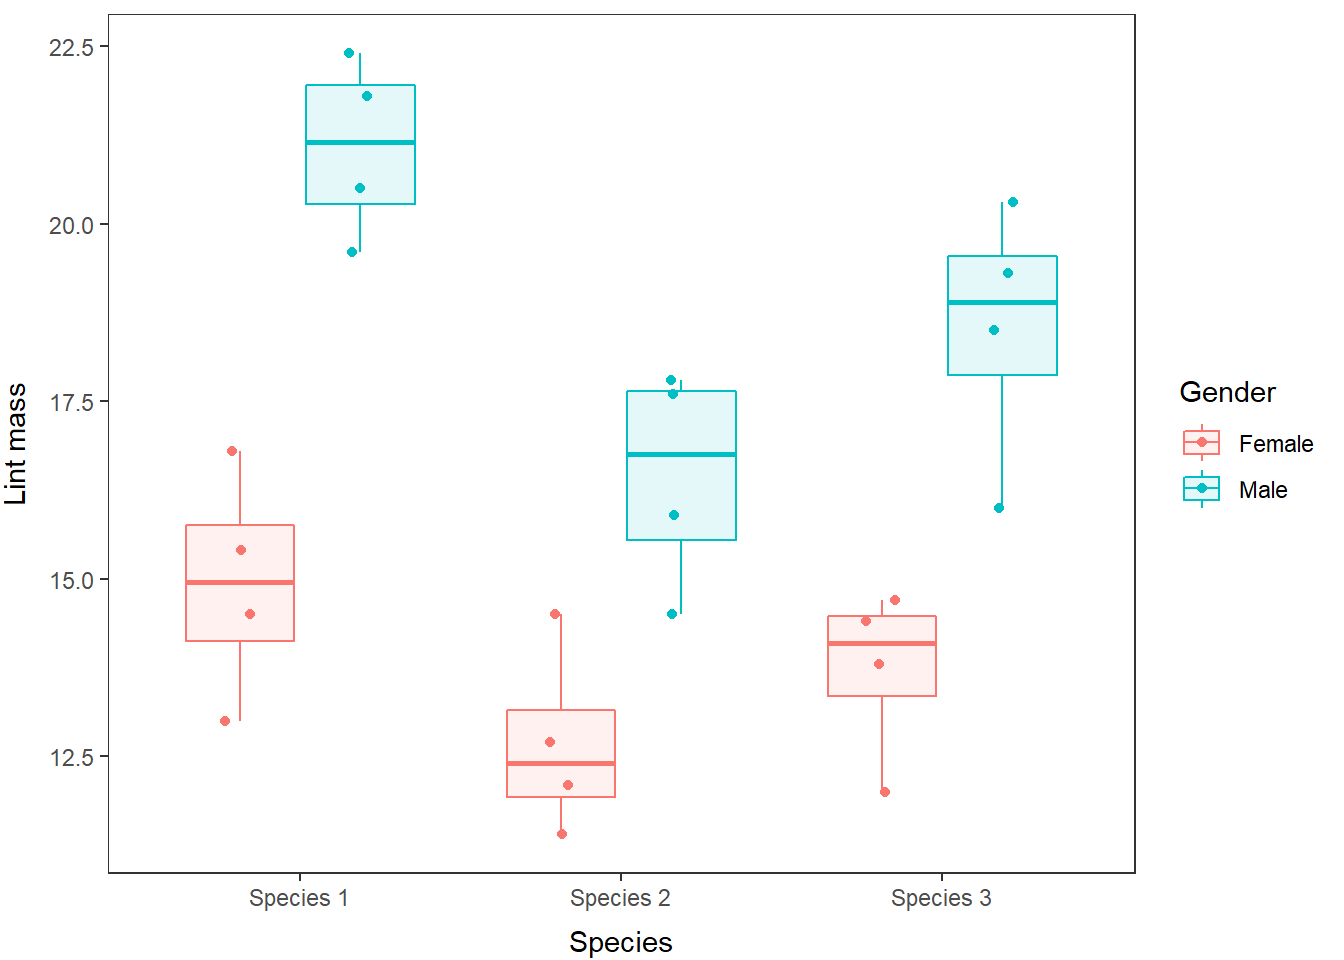 22.5
20.0
17.5
15.0
12.5
Lint mass
Species 1
Species 2
Species 3
Species
Gender
Female
Male